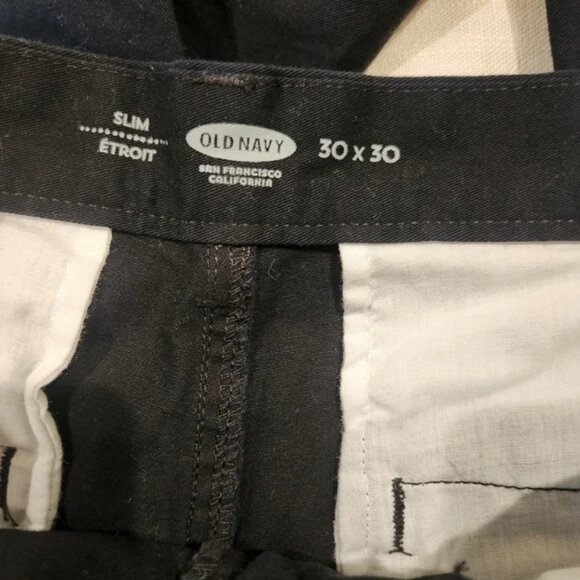 SLIM
ÉTROIT
OLD NAVY
SAN FRANCISCO
CALIFORNIA
30 x 30